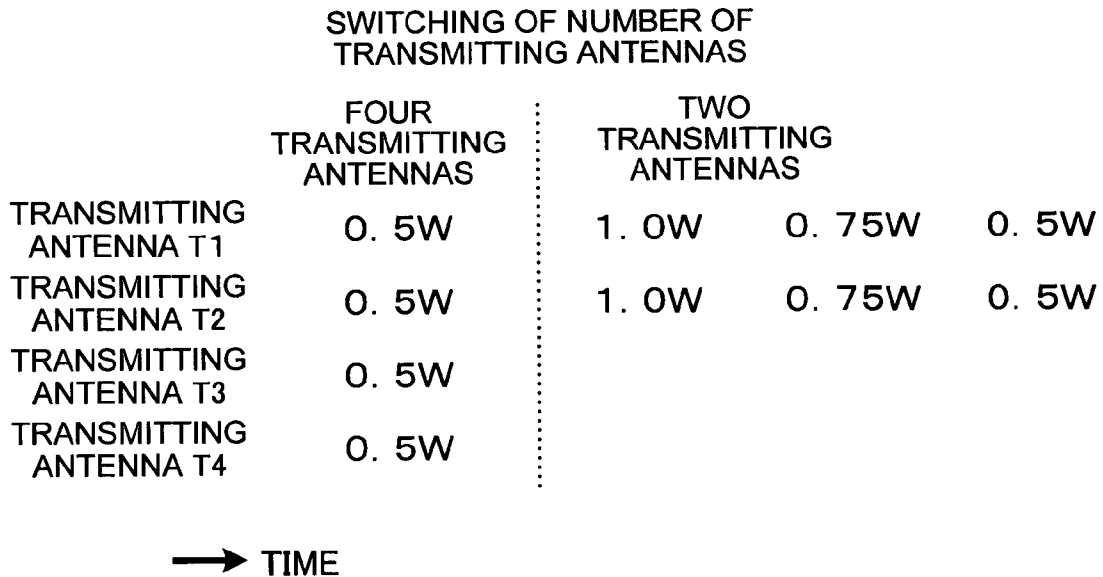 SWITCHING OF NUMBER OF
TRANSMITTING ANTENNAS
FOUR
TRANSMITTING
ANTENNAS
TWO
TRANSMITTING
ANTENNAS
TRANSMITTING
ANTENNA T1
0. 5W 1. 0W 0. 75W 0. 5W
TRANSMITTING
ANTENNA T2
0. 5W 1. 0W 0. 75W 0. 5W
TRANSMITTING
ANTENNA T3
0. 5W
TRANSMITTING
ANTENNA T4
0. 5W
TIME